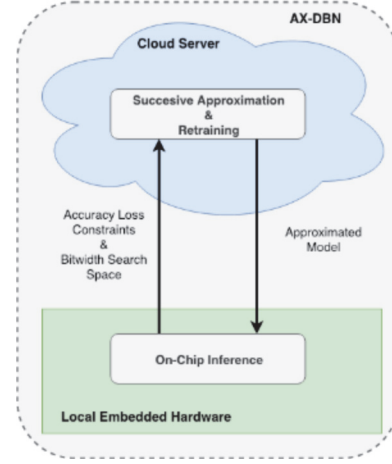 AX-DBN
Cloud Server
Succesive Approximation
&
Retraining
Accuracy Loss
Constraints
&
Bitwidth Search
Space
Approximated
Model
On-Chip Inference
Local Embedded Hardware